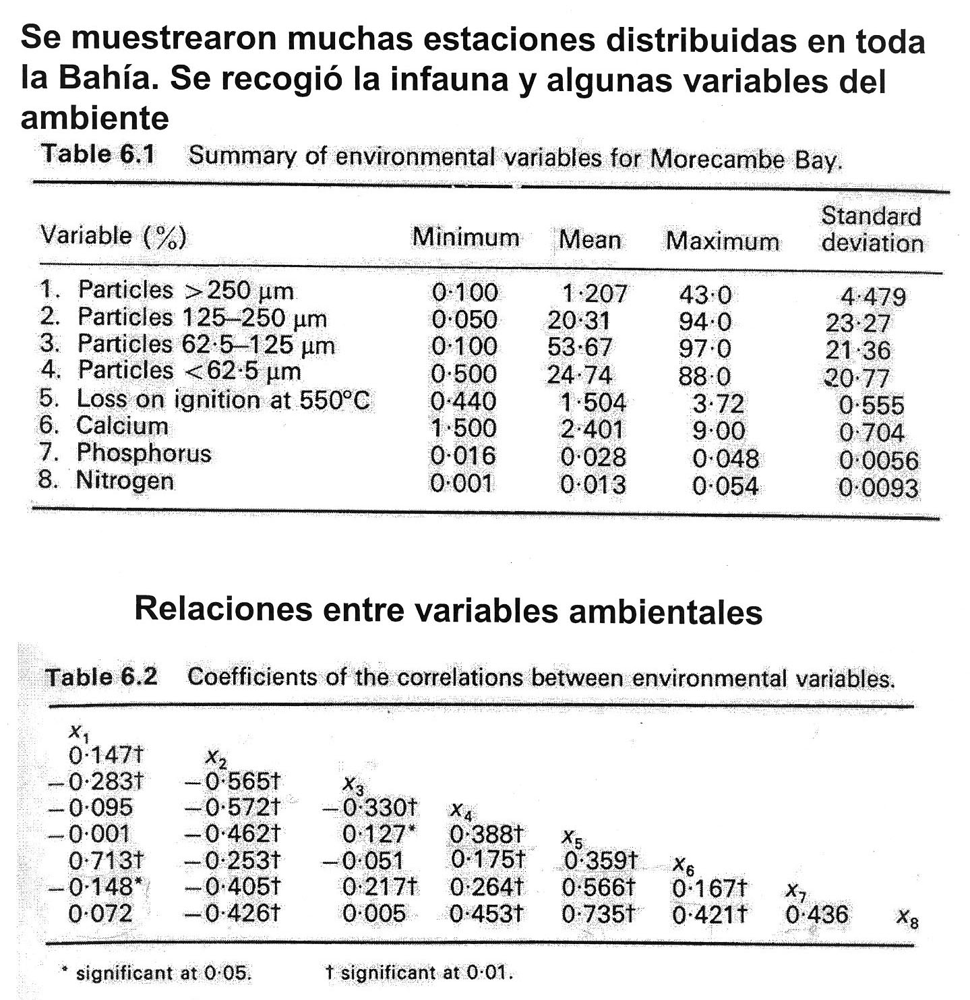 Se muestrearon muchas estaciones distribuidas en toda
la Bahía. Se recogió la infauna y algunas variables del
ambiente
Table 6.1 Summary of environmental variables for Morecambe Bay.
Variable (%) Minimum Mean Maximum Standard deviation
1. Particles >250 µm 0·100 1·207 43·0 4·479
2. Particles 125–250 µm 0·050 20·31 94·0 23·27
3. Particles 62·5–125 µm 0·100 53·67 97·0 21·36
4. Particles <62·5 µm 0·500 24·74 88·0 20·77
5. Loss on ignition at 550°C 0·440 1·504 3·72 0·555
6. Calcium 1·500 2·401 9·00 0·704
7. Phosphorus 0·016 0·028 0·048 0·0056
8. Nitrogen 0·001 0·013 0·054 0·0093
Relaciones entre variables ambientales
Table 6.2 Coefficients of the correlations between environmental variables.
x1
0·147† x2
−0·283† −0·565† x3
−0·095 −0·572† −0·330† x4
−0·001 −0·462† 0·127* 0·388† x5
0·713† −0·253† −0·051 0·175† 0·359† x6
−0·148* −0·405† 0·217† 0·264† 0·566† 0·167† x7
0·072 −0·426† 0·005 0·453† 0·735† 0·421† 0·436 x8
* significant at 0·05. † significant at 0·01.